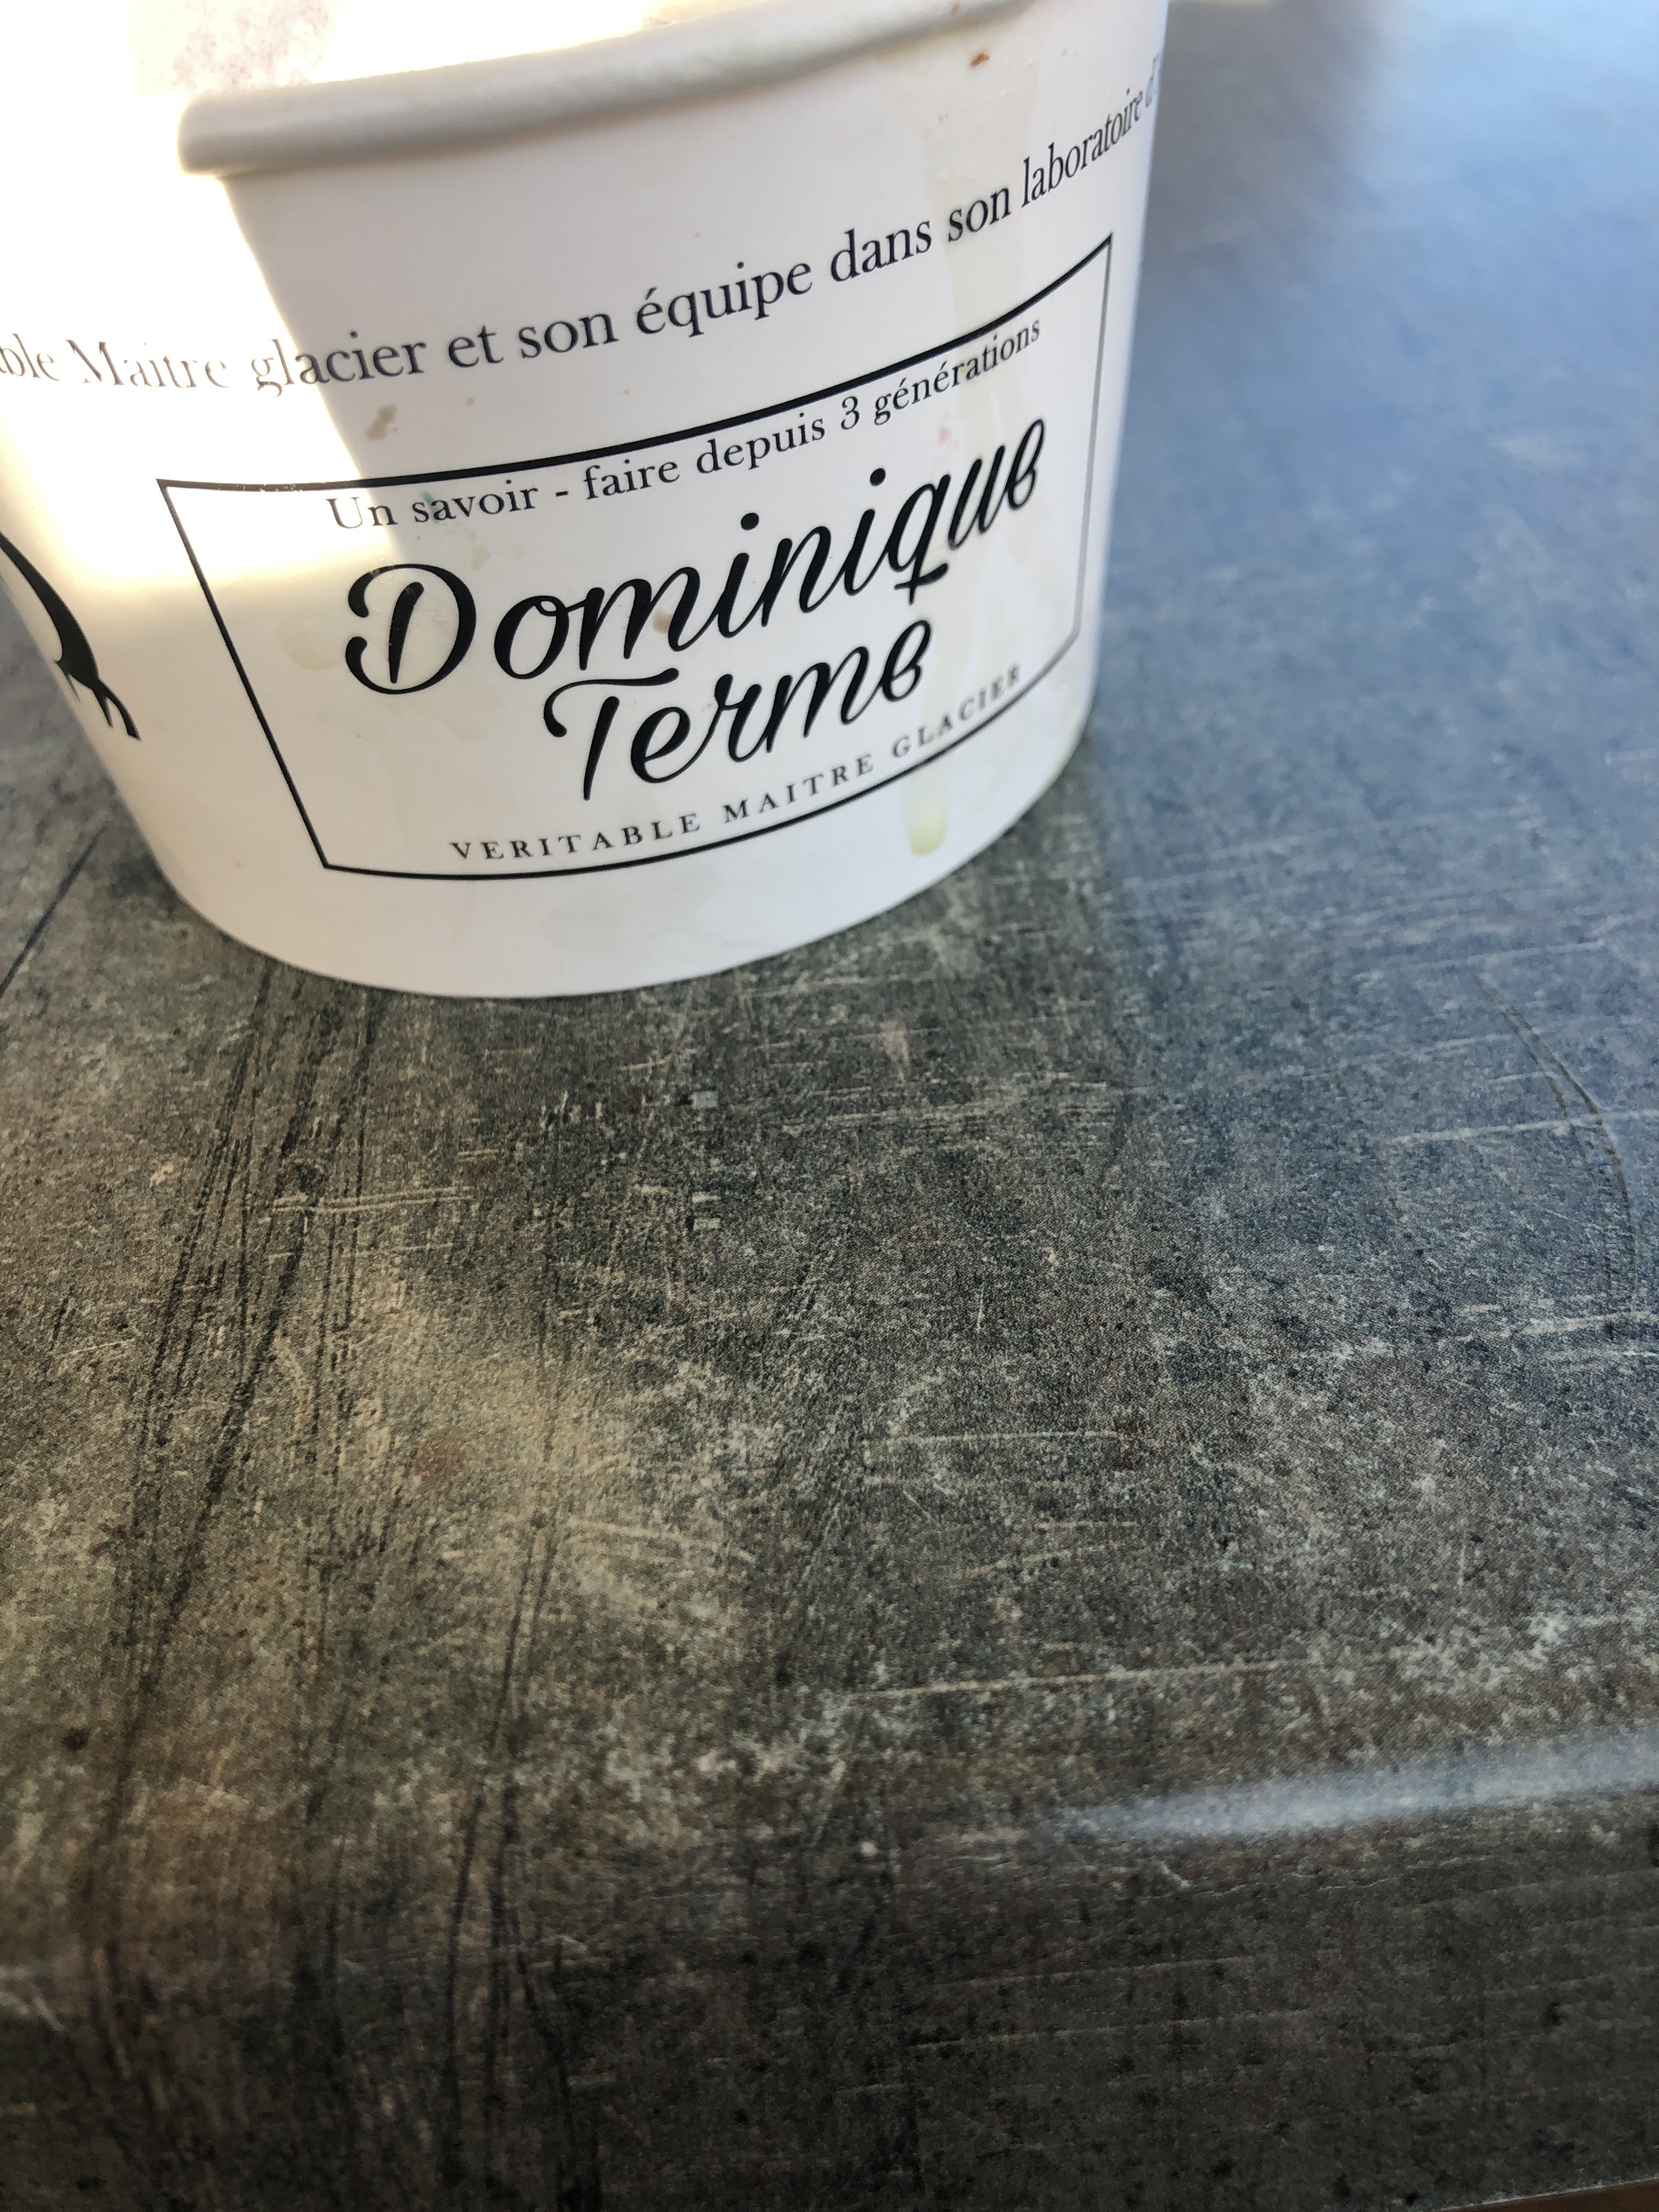 Maitre glacier et son équipe dans son laboratoire
Un savoir - faire depuis 3 générations
Dominique
Terme
VERITABLE MAITRE GLACIER